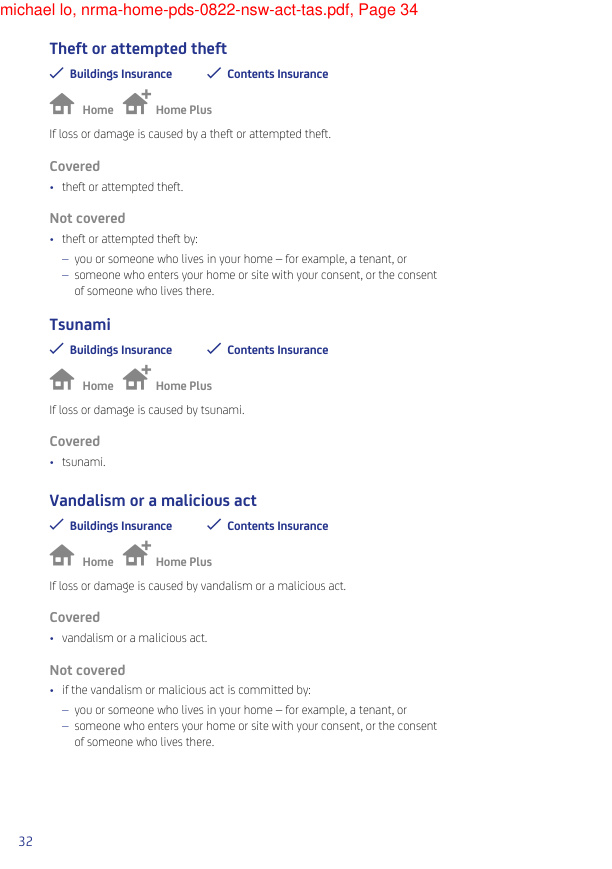 michael lo, nrma-home-pds-0822-nsw-act-tas.pdf, Page 34
Theft or attempted theft
✓ Buildings Insurance ✓ Contents Insurance
Home Home Plus
If loss or damage is caused by a theft or attempted theft.
Covered
• theft or attempted theft.
Not covered
• theft or attempted theft by:
– you or someone who lives in your home – for example, a tenant, or
– someone who enters your home or site with your consent, or the consent
of someone who lives there.
Tsunami
✓ Buildings Insurance ✓ Contents Insurance
Home Home Plus
If loss or damage is caused by tsunami.
Covered
• tsunami.
Vandalism or a malicious act
✓ Buildings Insurance ✓ Contents Insurance
Home Home Plus
If loss or damage is caused by vandalism or a malicious act.
Covered
• vandalism or a malicious act.
Not covered
• if the vandalism or malicious act is committed by:
– you or someone who lives in your home – for example, a tenant, or
– someone who enters your home or site with your consent, or the consent
of someone who lives there.
32